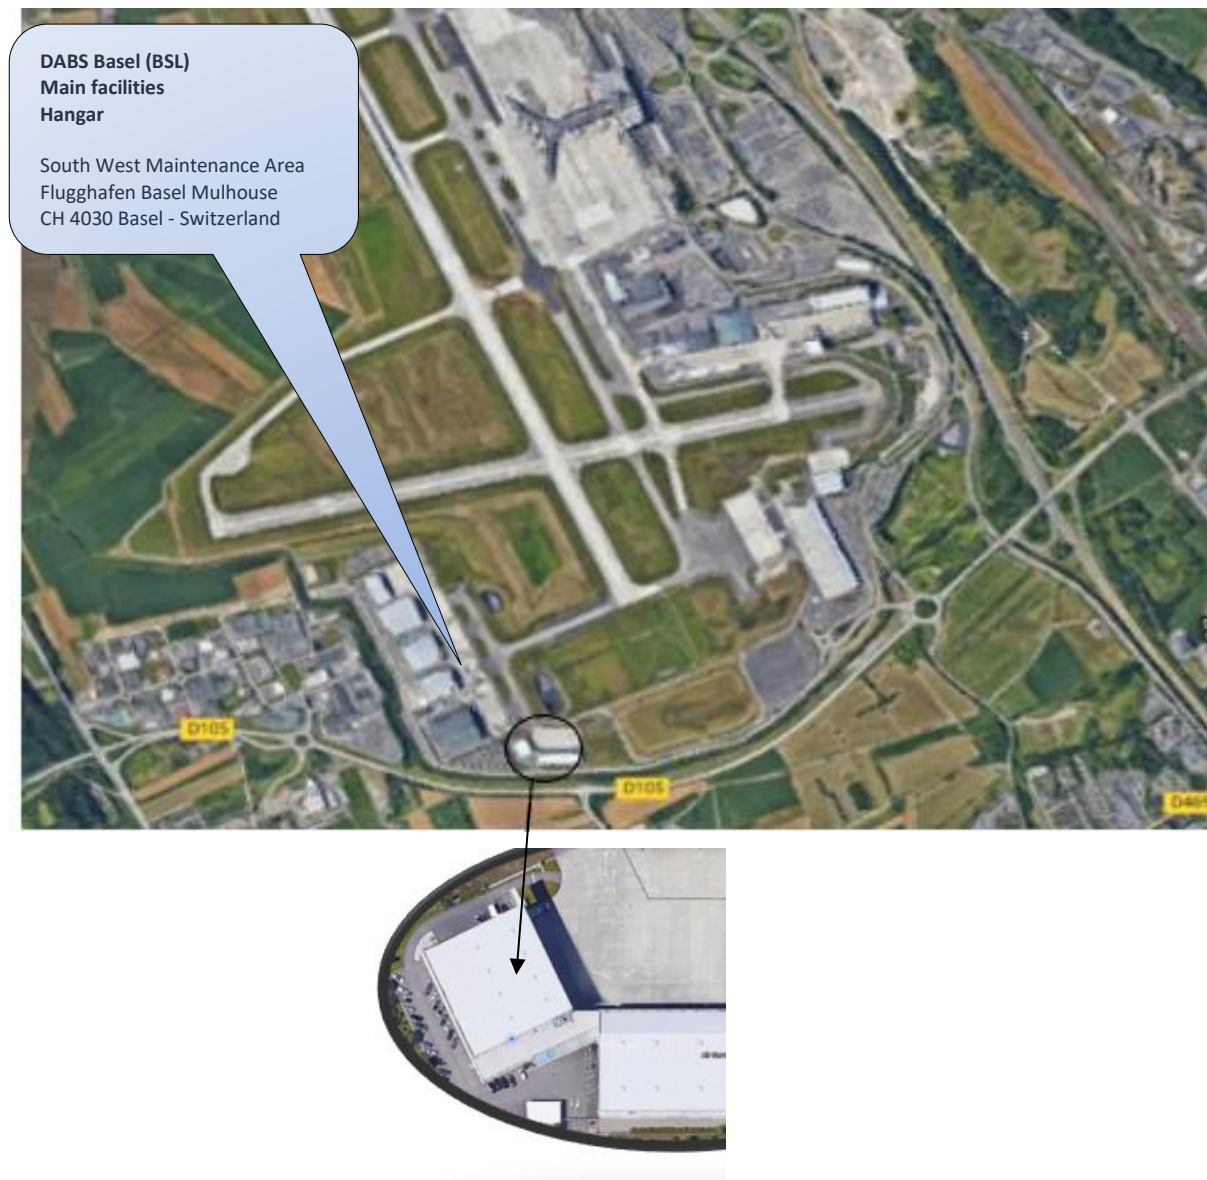 DABS Basel (BSL)
Main facilities
Hangar
South West Maintenance Area
Flugghafen Basel Mulhouse
CH 4030 Basel - Switzerland
D105
D105